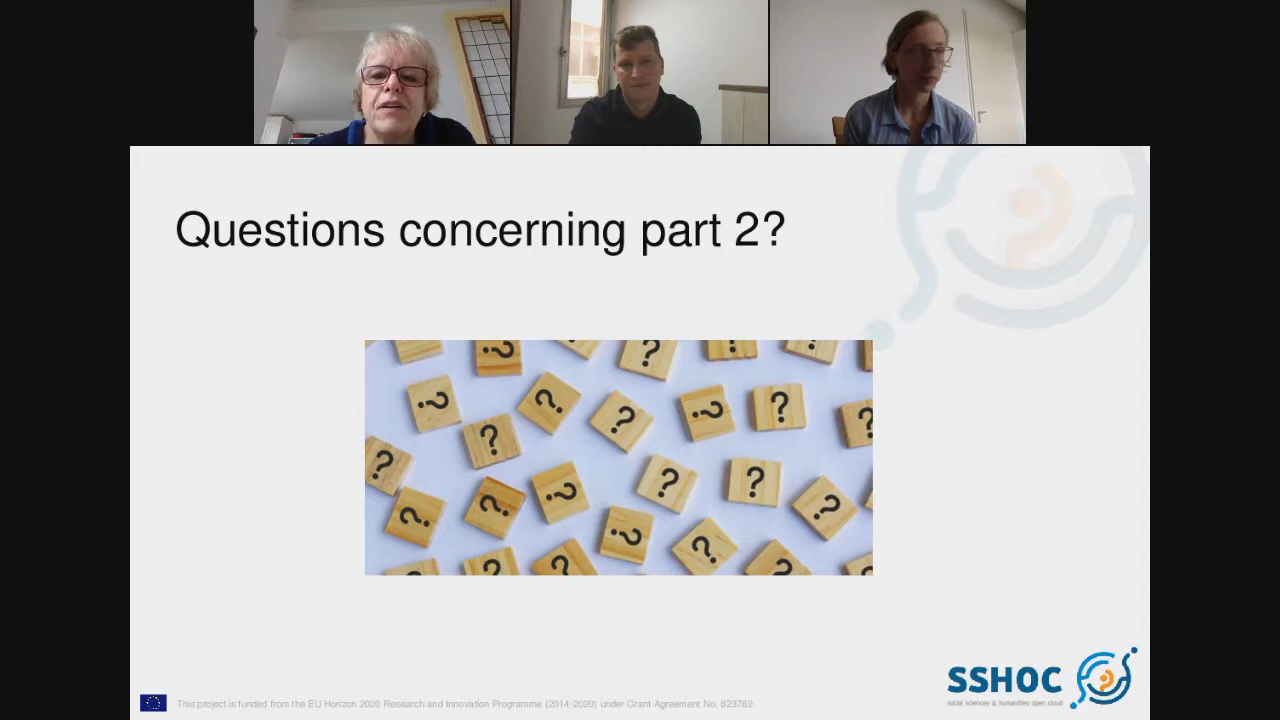 Questions concerning part 2?
? ? ? ? ? ? ? ? ? ? ? ? ? ? ? ? ? ? ? ? ? ? ? ? ?
SSHOC
social sciences & humanities open cloud
This project is funded from the EU Horizon 2020 Research and Innovation Programme (2014-2020) under Grant Agreement No. 823782